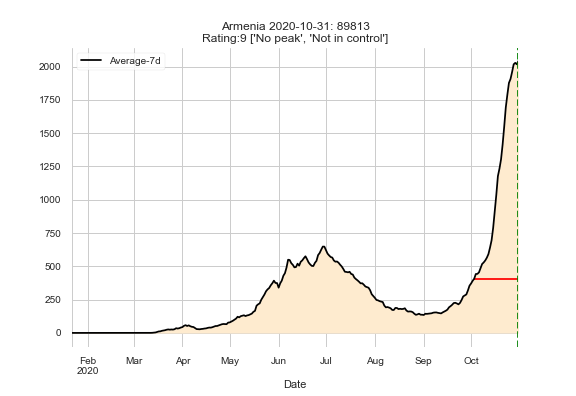 Armenia 2020-10-31: 89813
Rating:9 ['No peak', 'Not in control']
Average-7d
2000
1750
1500
1250
1000
750
500
250
0
Feb Mar Apr May Jun Jul Aug Sep Oct
2020
Date